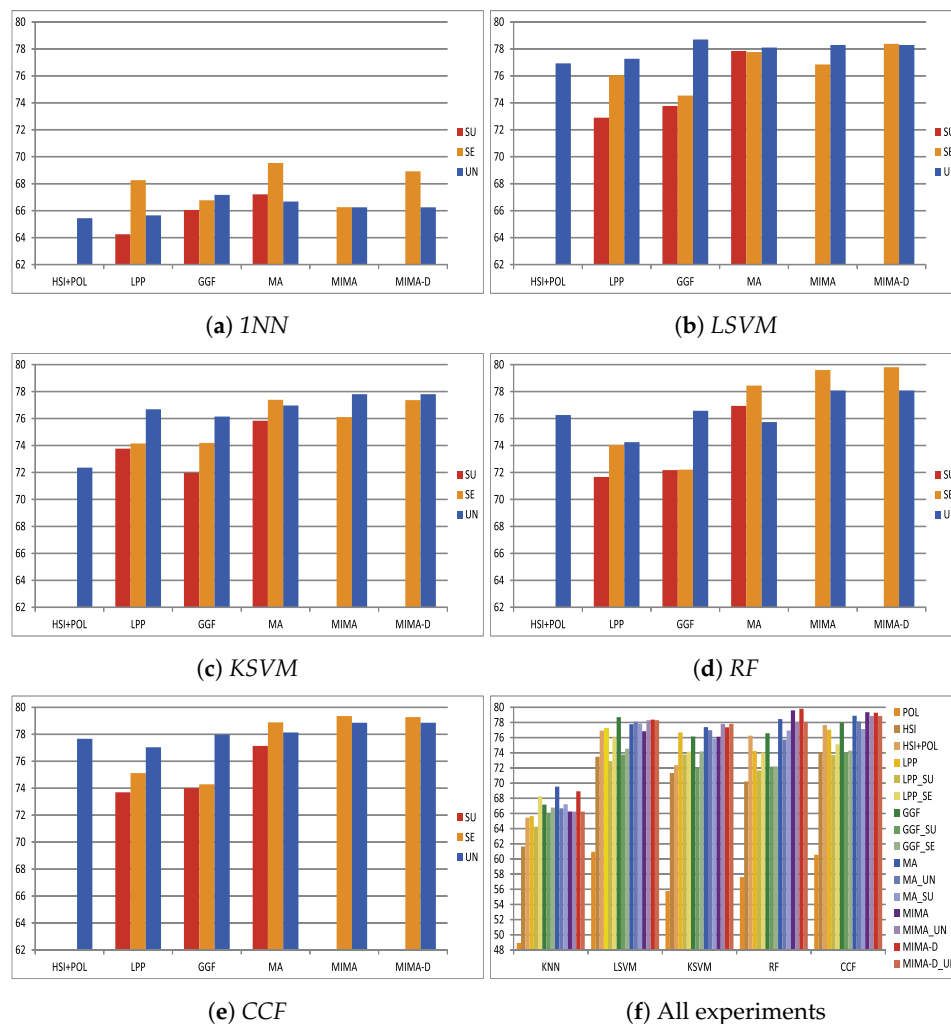 80
78
76
74
72
70
68
66
64
62
HSI+POL LPP GGF MA MIMA MIMA-D
SU
SE
UN
(a) 1NN
80
78
76
74
72
70
68
66
64
62
HSI+POL LPP GGF MA MIMA MIMA-D
SU
SE
U
(b) LSVM
80
78
76
74
72
70
68
66
64
62
HSI+POL LPP GGF MA MIMA MIMA-D
SU
SE
UN
(c) KSVM
80
78
76
74
72
70
68
66
64
62
HSI+POL LPP GGF MA MIMA MIMA-D
SU
SE
U
(d) RF
80
78
76
74
72
70
68
66
64
62
HSI+POL LPP GGF MA MIMA MIMA-D
SU
SE
UN
(e) CCF
80
78
76
74
72
70
68
66
64
62
60
58
56
54
52
50
48
KNN LSVM KSVM RF CCF
POL
HSI
HSI+POL
LPP
LPP_SU
LPP_SE
GGF
GGF_SU
GGF_SE
MA
MA_UN
MA_SU
MIMA
MIMA_UN
MIMA-D
MIMA-D_U
(f) All experiments